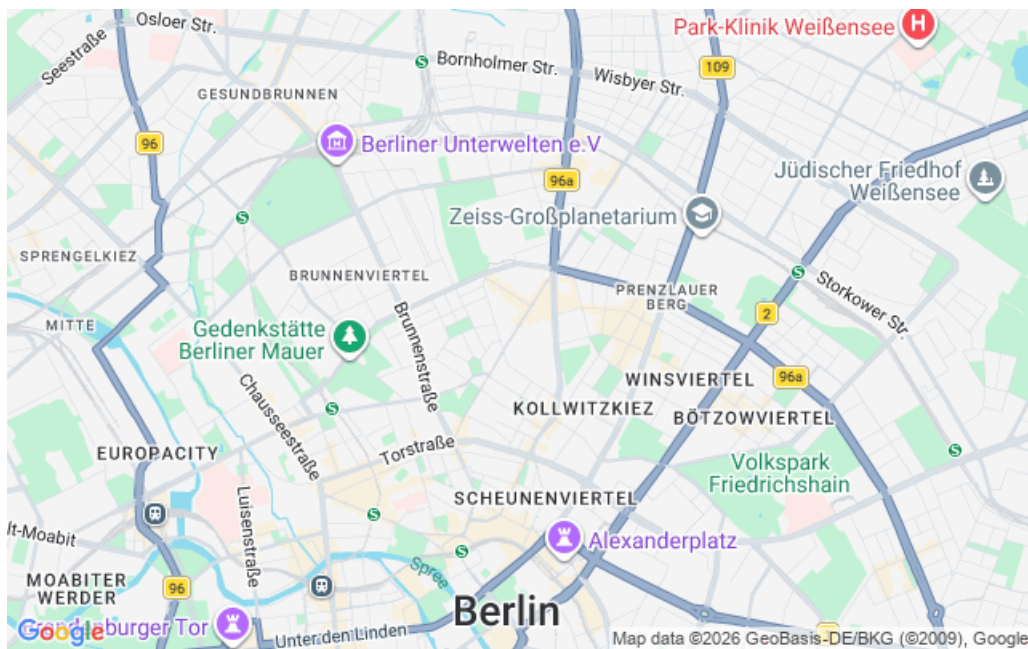 Osloer Str.
Seestraße
Park-Klinik Weißensee
H
Bornholmer Str.
Wisbyer Str.
109
GESUNDBRUNNEN
96
Berliner Unterwelten e.V
Jüdischer Friedhof
Weißensee
96a
Zeiss-Großplanetarium
SPRENGELKIEZ
BRUNNENVIERTEL
PRENZLAUER
BERG
Storkower Str.
MITTE
Gedenkstätte
Berliner Mauer
Brunnenstraße
2
WINSVIERTEL
96a
Chausseestraße
KOLLWITZKIEZ
BÖTZOWVIERTEL
EUROPACITY
Torstraße
Volkspark
Friedrichshain
Luisenstraße
SCHEUNENVIERTEL
lt-Moabit
Alexanderplatz
MOABITER
WERDER
96
Spree
Berlin
Brandenburger Tor
Google
Unter den Linden
Map data ©2026 GeoBasis-DE/BKG (©2009), Google